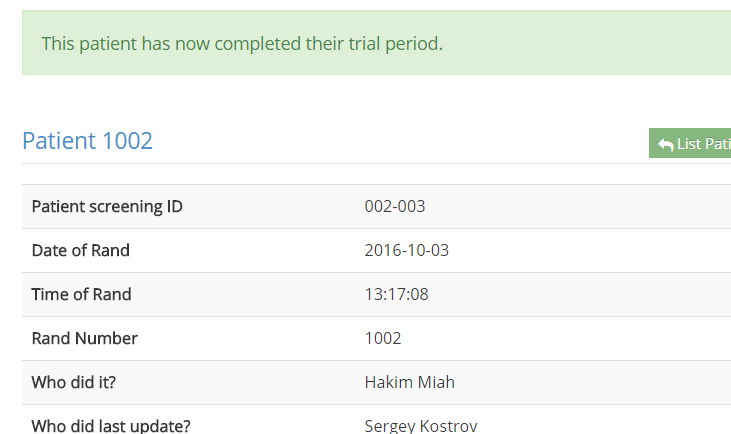 This patient has now completed their trial period.
Patient 1002
List Pati
Patient screening ID 002-003
Date of Rand 2016-10-03
Time of Rand 13:17:08
Rand Number 1002
Who did it? Hakim Miah
Who did last update? Sergey Kostrov